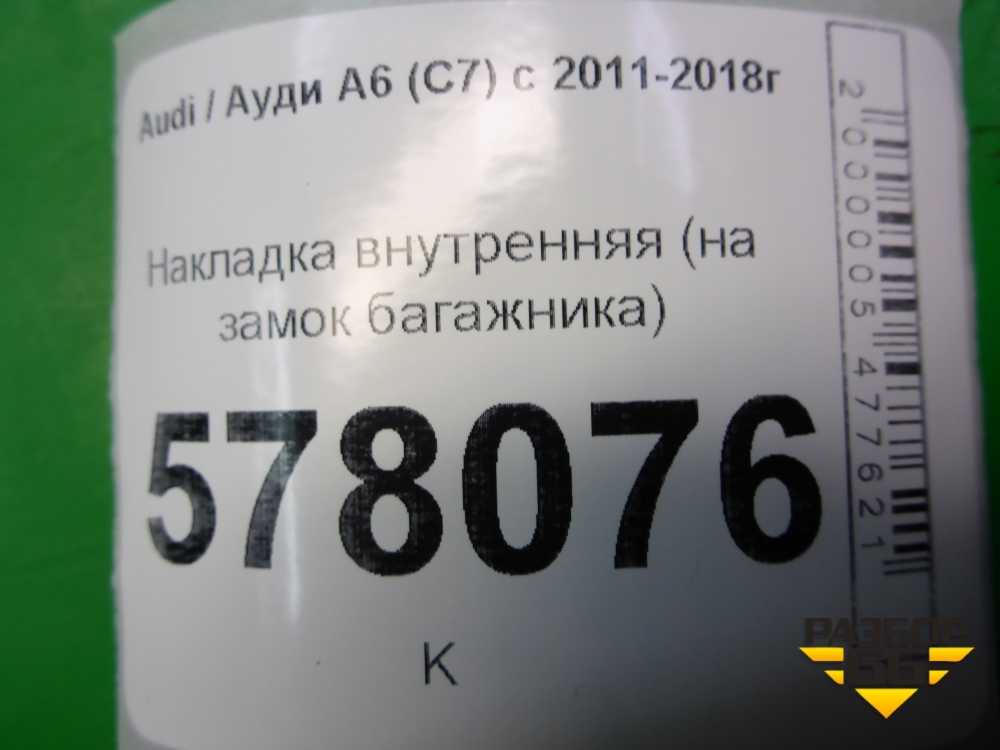 Audi / Ауди А6 (С7) с 2011-2018г
Накладка внутренняя (на
замок багажника)
578076
К
2000005477621
РАЗБОР
66